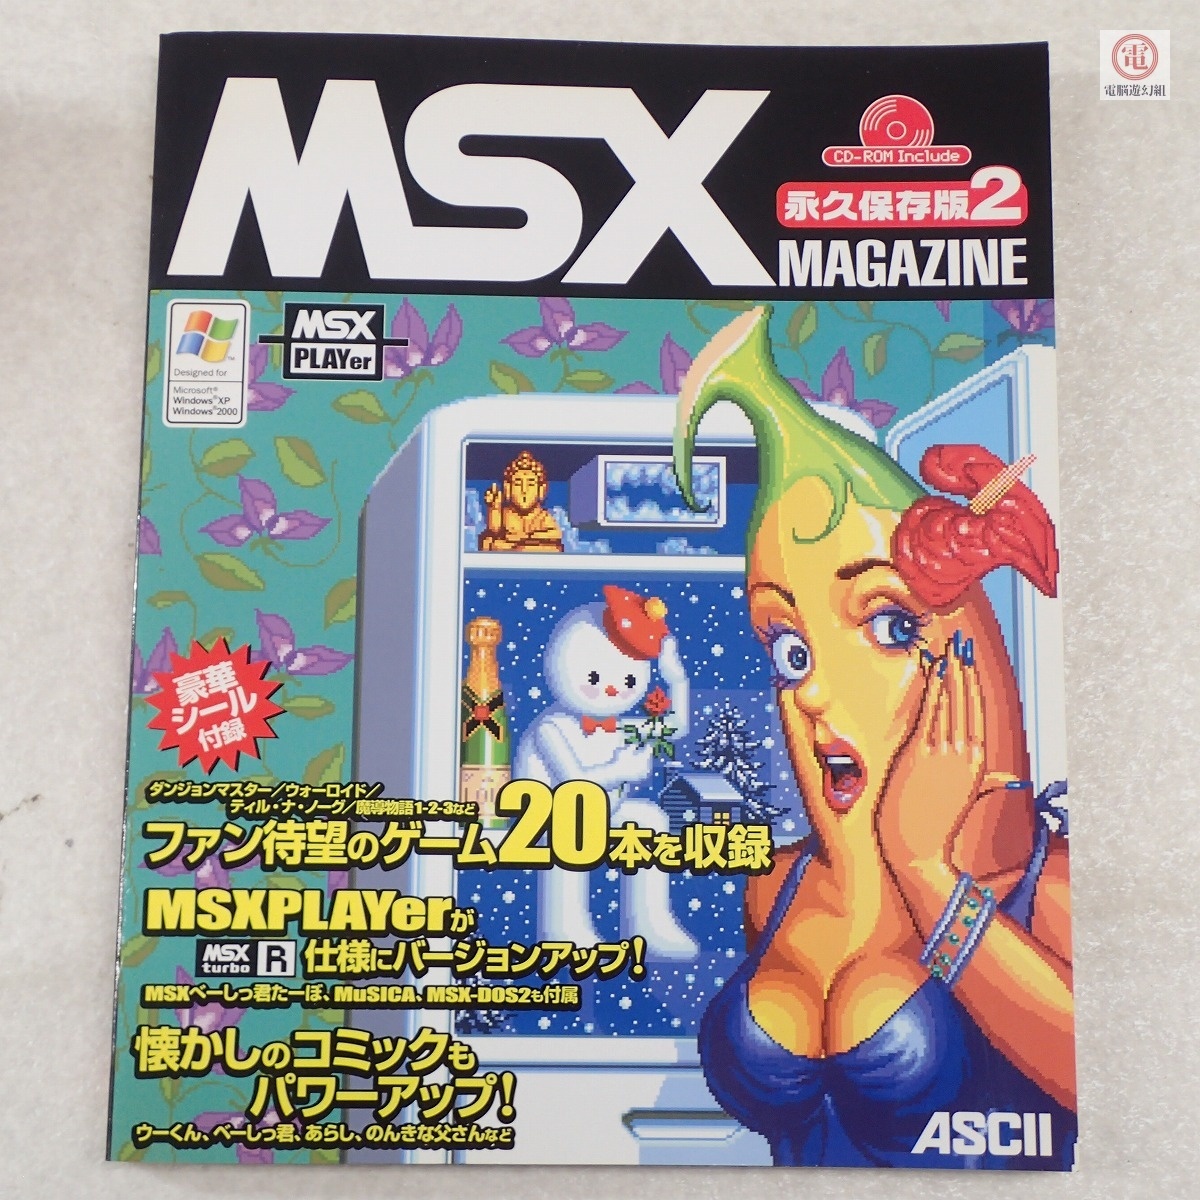 電
電脳遊幻組
MSX
CD-ROM Include
永久保存版2
MAGAZINE
Designed for
Microsoft®
Windows®XP
Windows®2000
MSX
PLAYer
豪華
シール
付録
ダンジョンマスター／ウォーロイド／
ティル・ナ・ノーグ／魔導物語1-2-3など
ファン待望のゲーム20本を収録
MSXPLAYerが
MSX turbo R 仕様にバージョンアップ!
MSXべーしっ君たーぼ、MuSICA、MSX-DOS2も付属
懐かしのコミックも
パワーアップ!
ウーくん、べーしっ君、あらし、のんきな父さんなど
ASCII